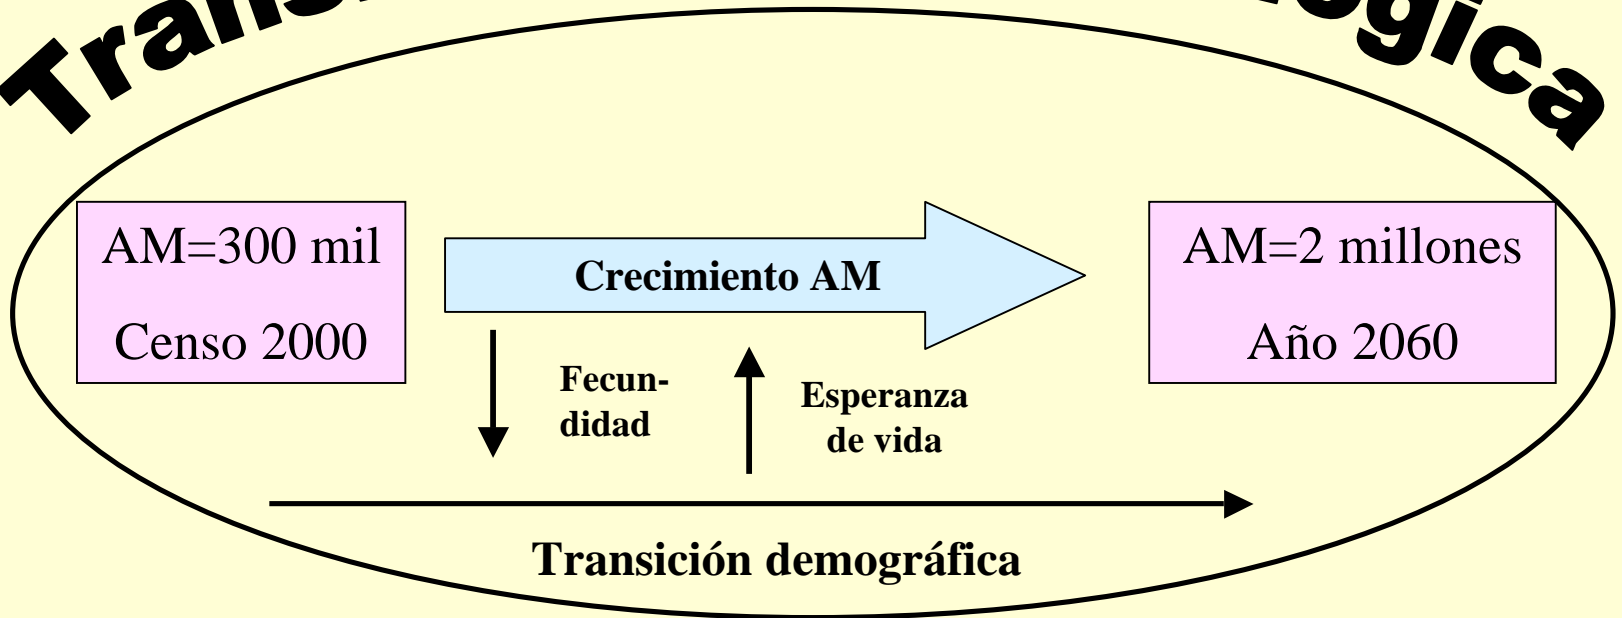 AM=300 mil
Censo 2000
Crecimiento AM
AM=2 millones
Año 2060
Fecun-
didad
Esperanza
de vida
Transición demográfica